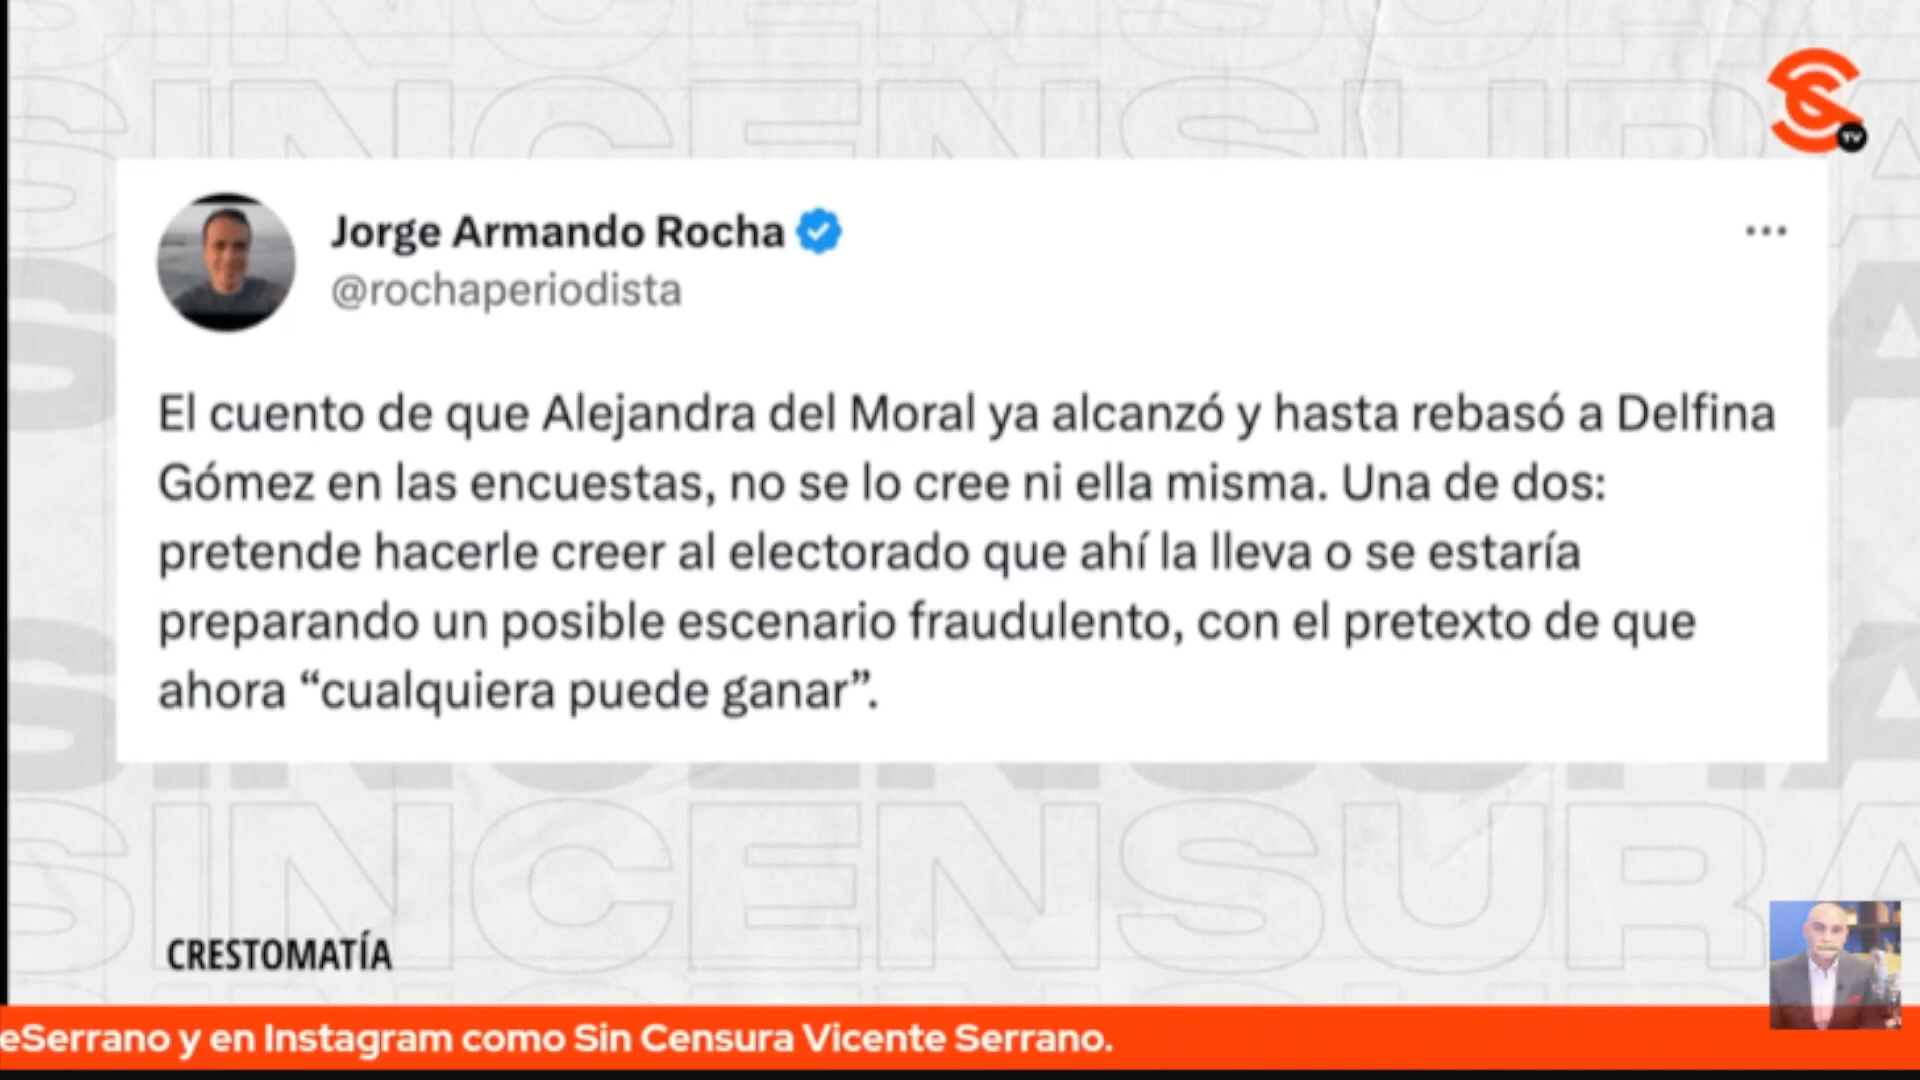 SINCENSURA
TV
Jorge Armando Rocha
@rochaperiodista
El cuento de que Alejandra del Moral ya alcanzó y hasta rebasó a Delfina
Gómez en las encuestas, no se lo cree ni ella misma. Una de dos:
pretende hacerle creer al electorado que ahí la lleva o se estaría
preparando un posible escenario fraudulento, con el pretexto de que
ahora “cualquiera puede ganar”.
SINCENSURA
CRESTOMATÍA
eSerrano y en Instagram como Sin Censura Vicente Serrano.